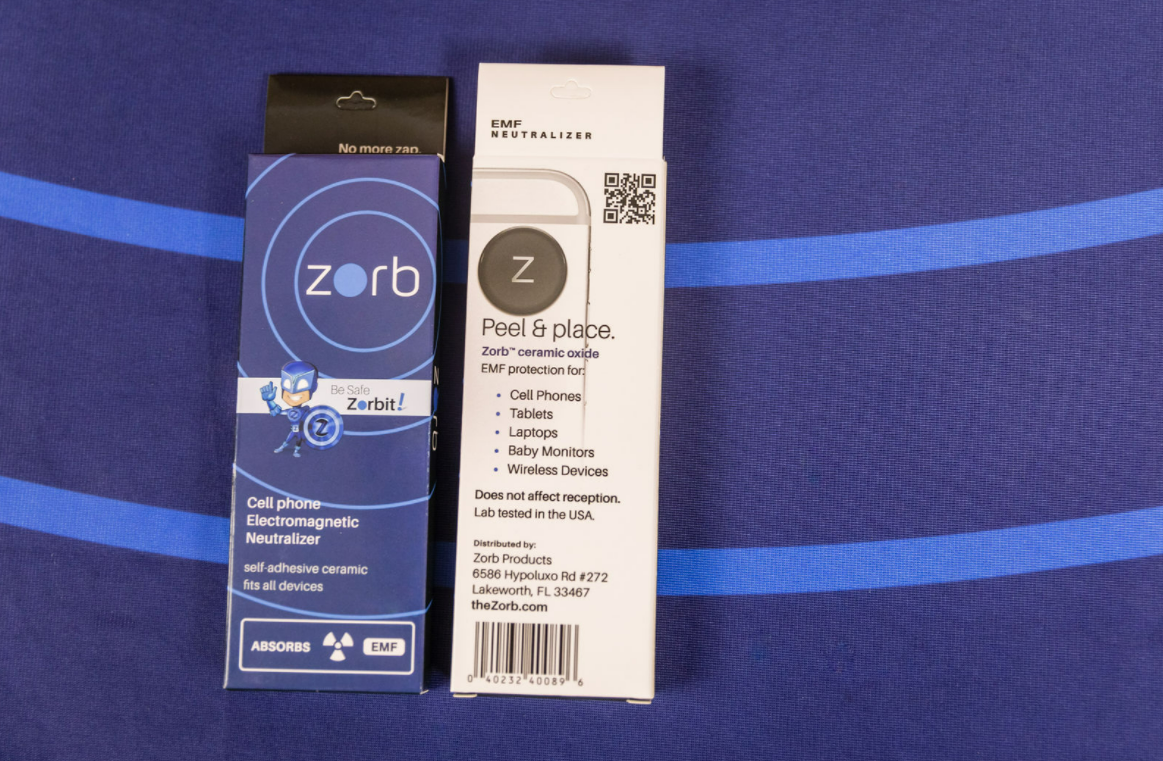 No more zap.
zorb
Be Safe
Zorbit!
Z
Cell phone
Electromagnetic
Neutralizer
self-adhesive ceramic
fits all devices
ABSORBS EMF
EMF
NEUTRALIZER
Z
Peel & place.
Zorb™ ceramic oxide
EMF protection for:
• Cell Phones
• Tablets
• Laptops
• Baby Monitors
• Wireless Devices
Does not affect reception.
Lab tested in the USA.
Distributed by:
Zorb Products
6586 Hypoluxo Rd #272
Lakeworth, FL 33467
theZorb.com
0 40232 40089 6